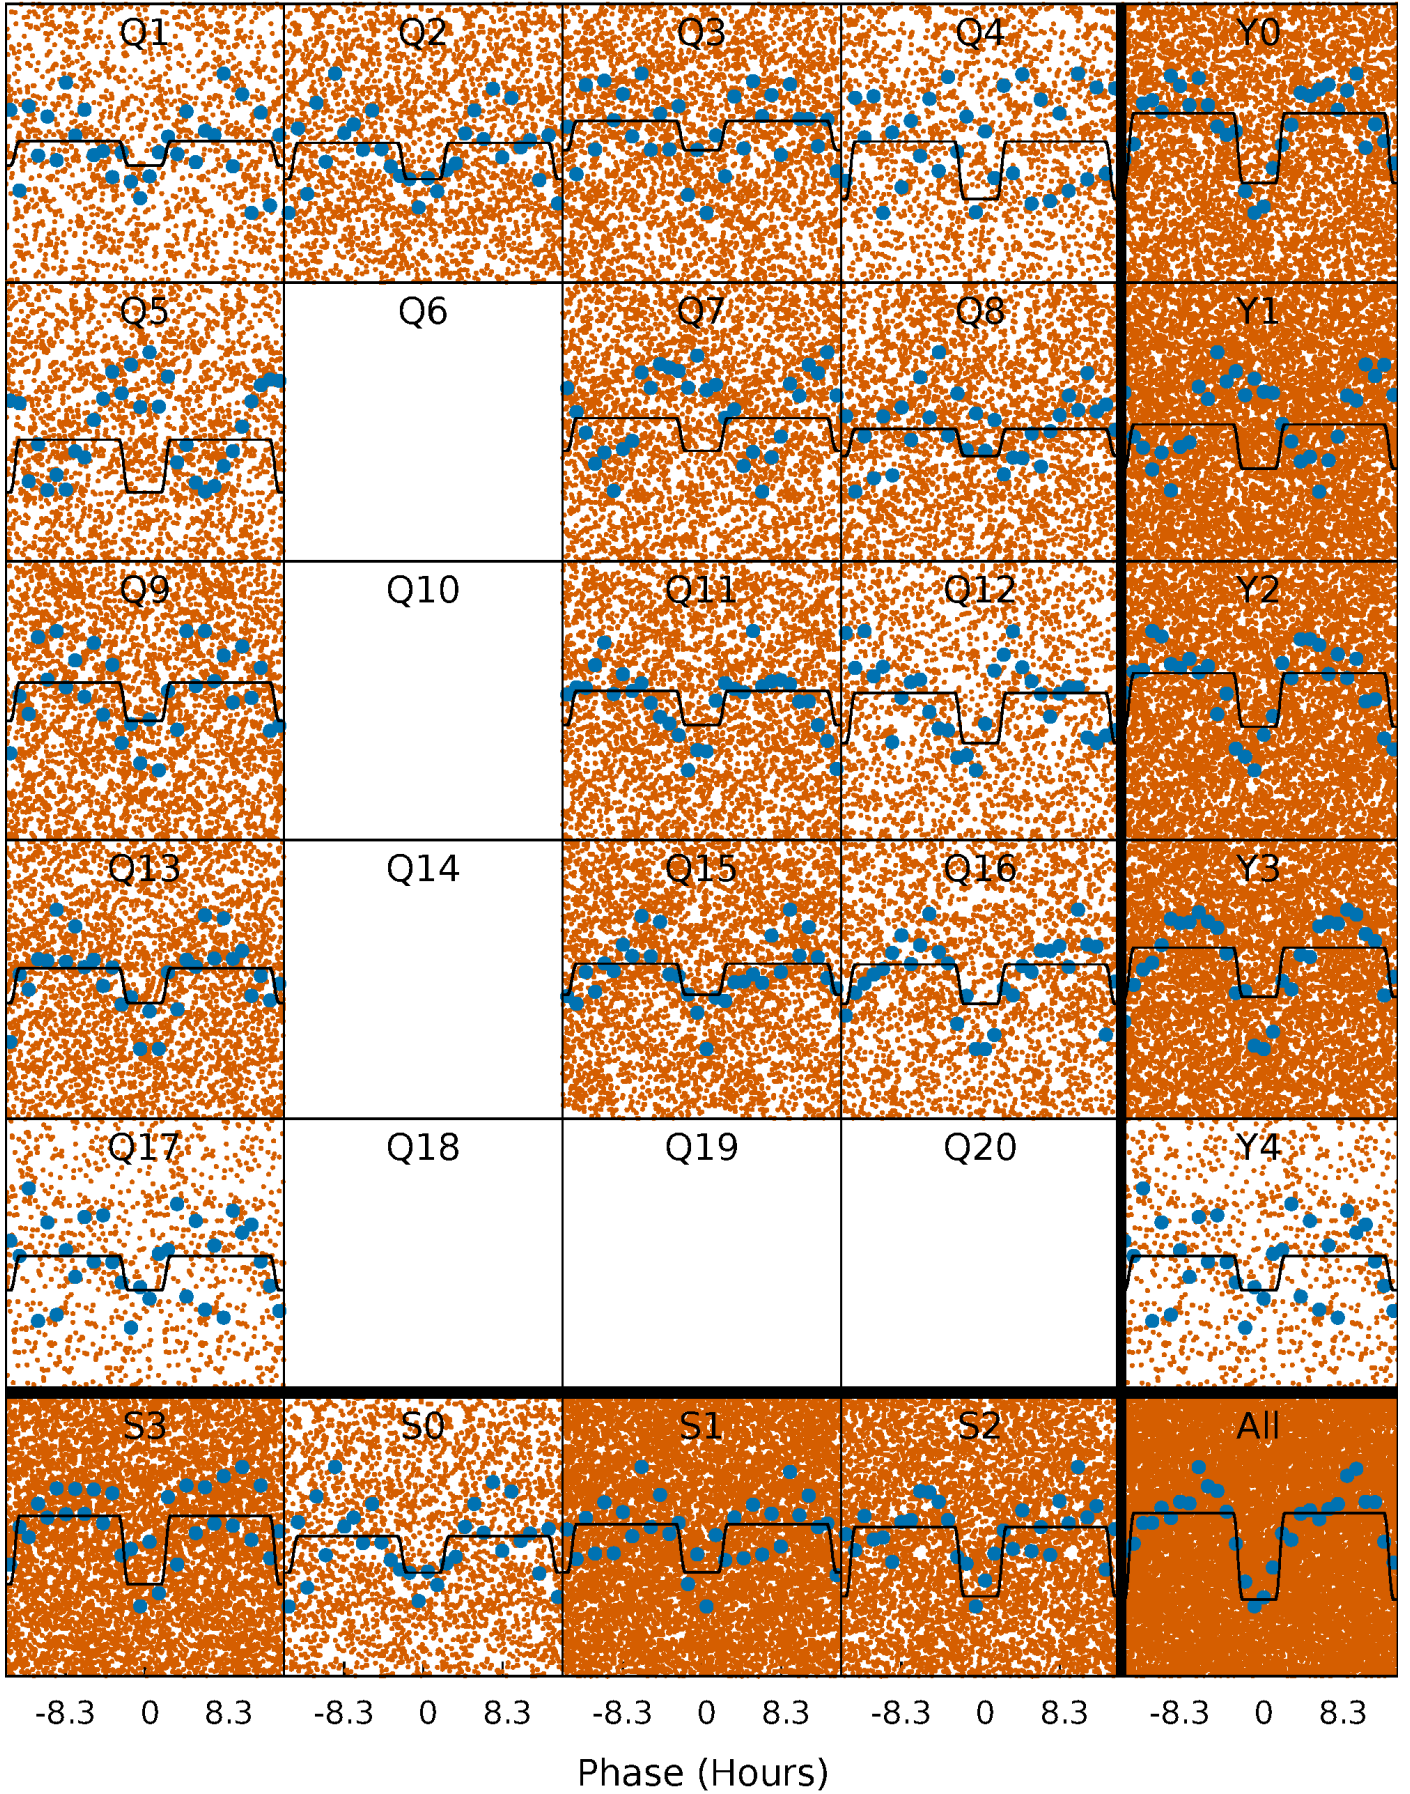 Q1 Q2 Q3 Q4 Y0
Q5 Q6 Q7 Q8 Y1
Q9 Q10 Q11 Q12 Y2
Q13 Q14 Q15 Q16 Y3
Q17 Q18 Q19 Q20 Y4
S3 S0 S1 S2 All
-8.3 0 8.3 -8.3 0 8.3 -8.3 0 8.3 -8.3 0 8.3 -8.3 0 8.3
Phase (Hours)